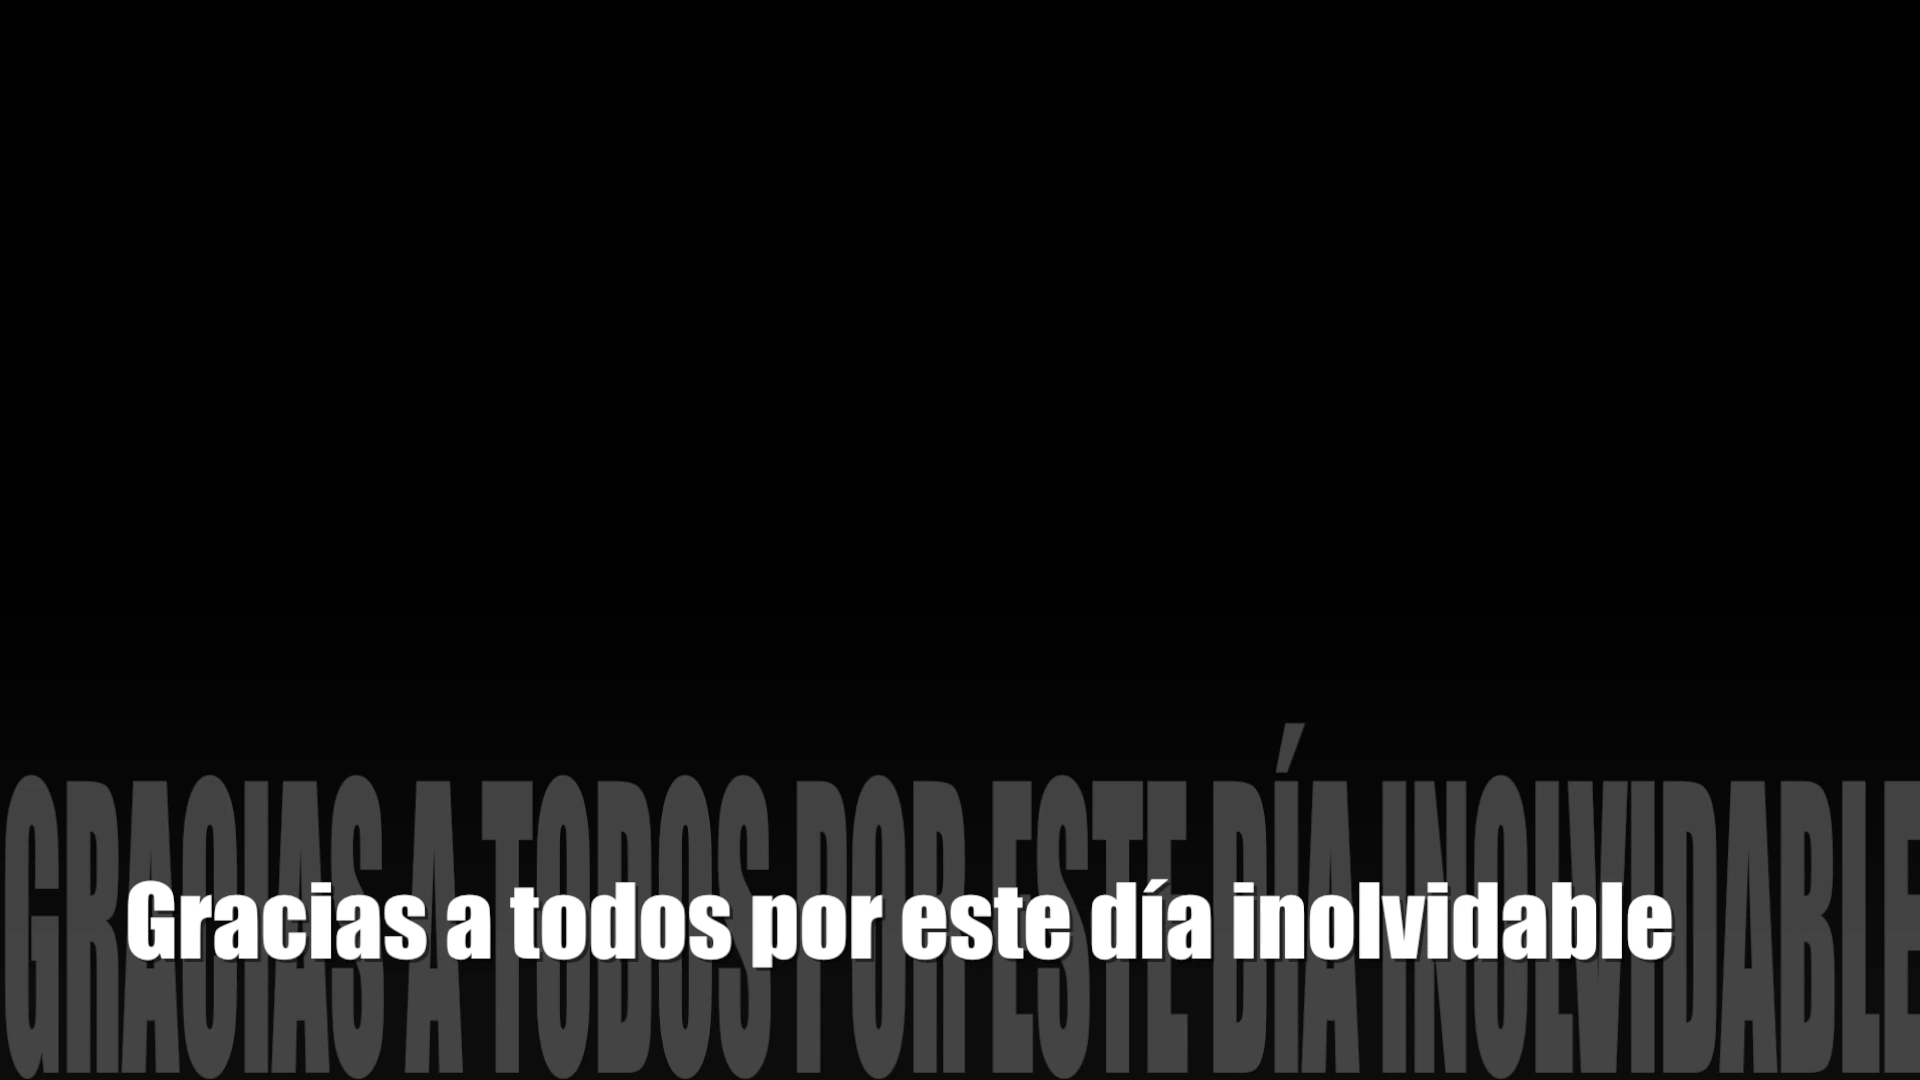 GRACIAS A TODOS POR ESTE DÍA INOLVIDABLE
Gracias a todos por este día inolvidable